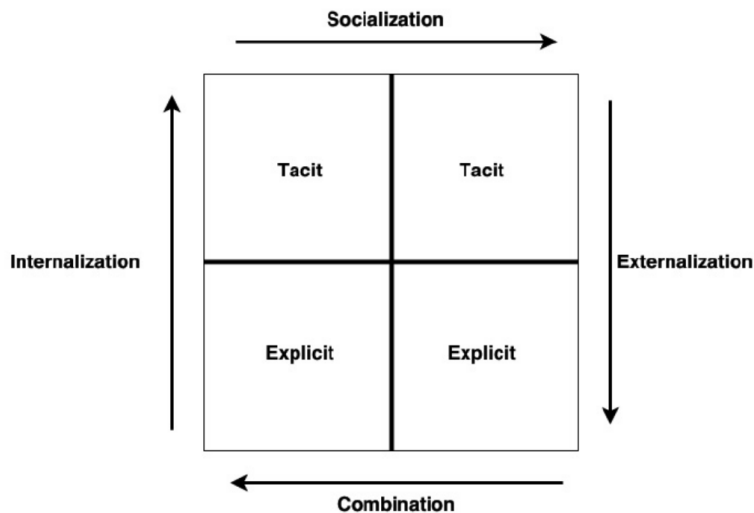 Socialization
Tacit
Tacit
Internalization
Externalization
Explicit
Explicit
Combination